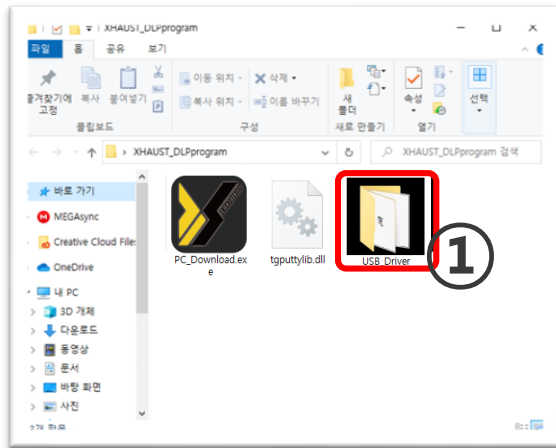 XHAUST_DLPprogram
파일 홈 공유 보기
즐겨찾기에
고정
복사 붙여넣기
이동 위치
복사 위치
삭제
이름 바꾸기
새
폴더
속성
선택
클립보드 구성 새로 만들기 열기
XHAUST_DLPprogram
XHAUST_DLPprogram 검색
바로 가기
MEGAsync
Creative Cloud File
OneDrive
내 PC
3D 개체
다운로드
동영상
문서
바탕 화면
사진
PC_Download.ex
e
tgputtylib.dll
USB_Driver
1